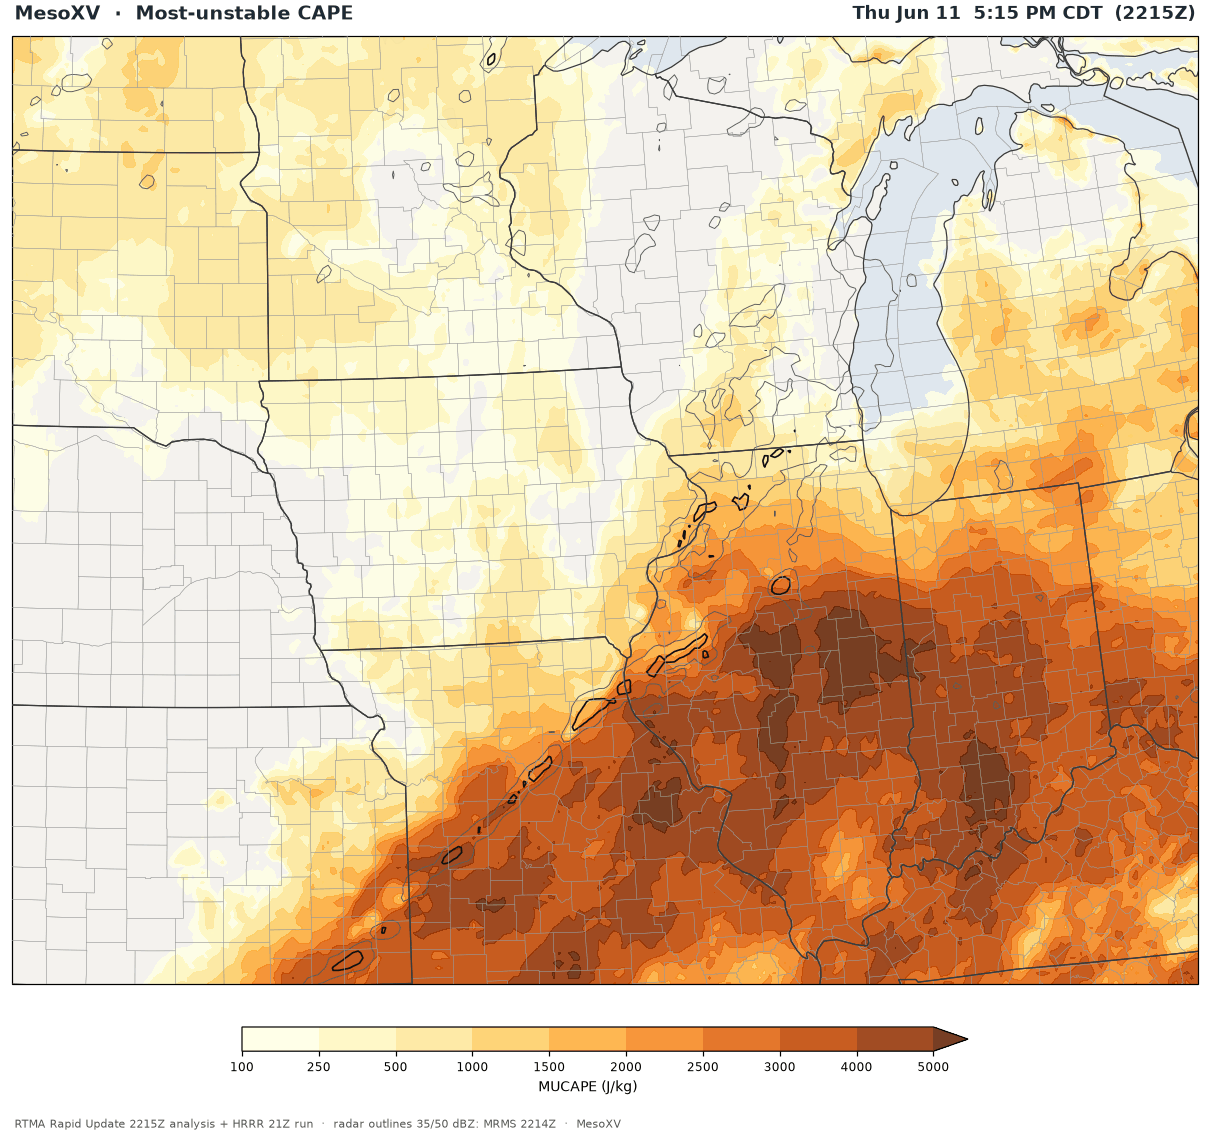 MesoXV · Most-unstable CAPE
Thu Jun 11 5:15 PM CDT (2215Z)
100 250 500 1000 1500 2000 2500 3000 4000 5000
MUCAPE (J/kg)
RTMA Rapid Update 2215Z analysis + HRRR 21Z run · radar outlines 35/50 dBZ: MRMS 2214Z · MesoXV